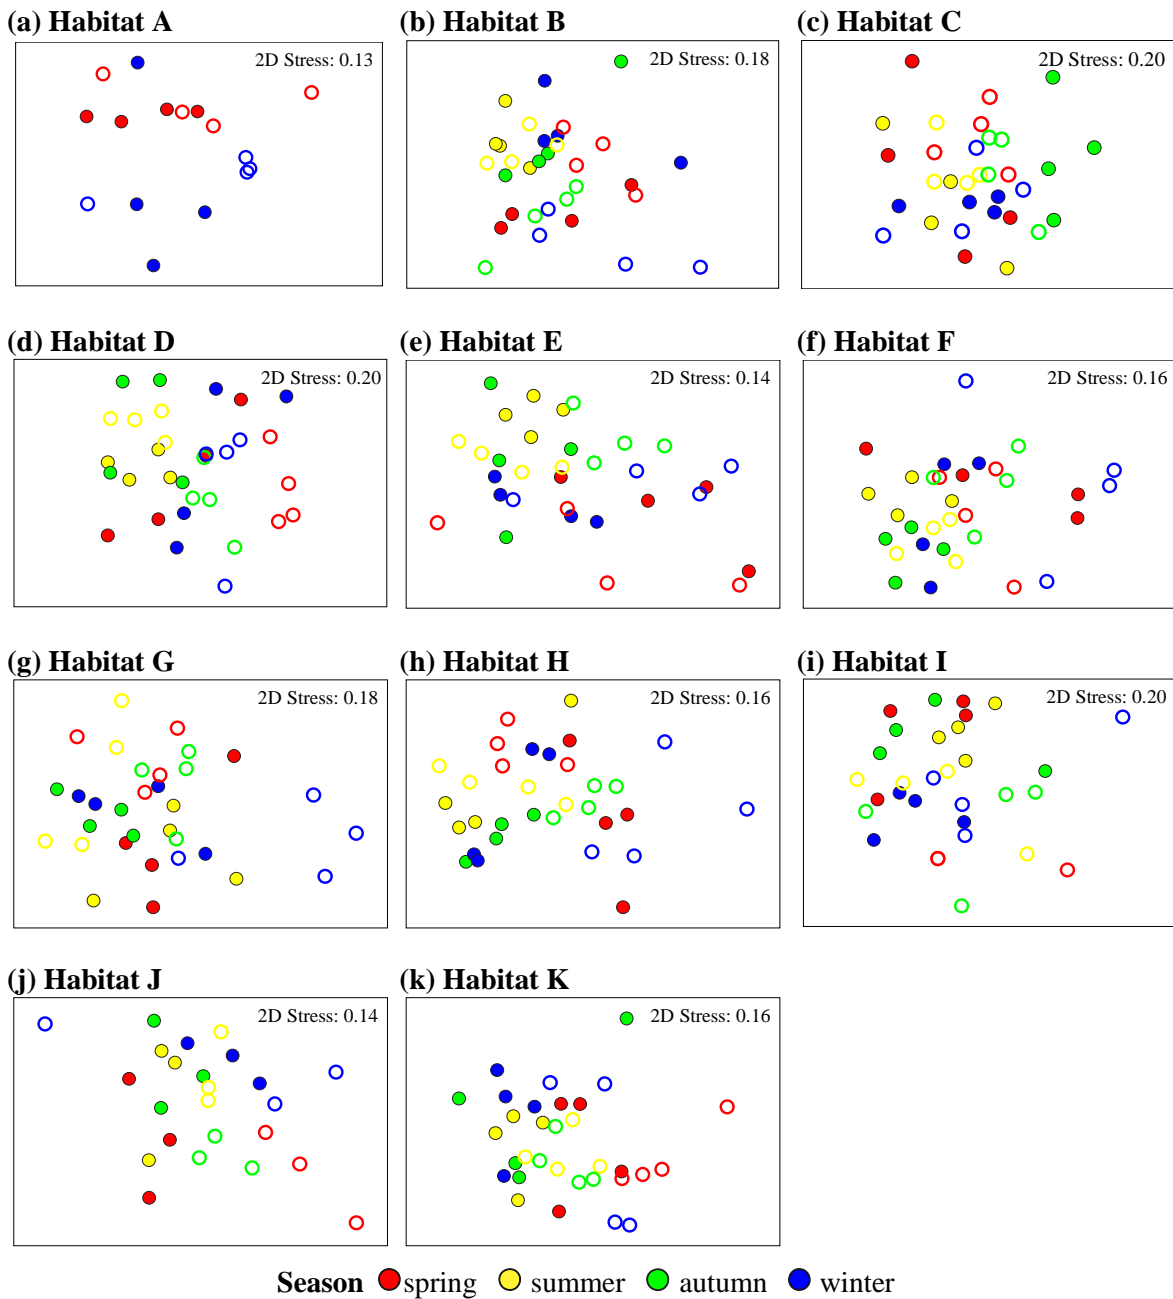 (a) Habitat A
2D Stress: 0.13
(b) Habitat B
2D Stress: 0.18
(c) Habitat C
2D Stress: 0.20
(d) Habitat D
2D Stress: 0.20
(e) Habitat E
2D Stress: 0.14
(f) Habitat F
2D Stress: 0.16
(g) Habitat G
2D Stress: 0.18
(h) Habitat H
2D Stress: 0.16
(i) Habitat I
2D Stress: 0.20
(j) Habitat J
2D Stress: 0.14
(k) Habitat K
2D Stress: 0.16
Season spring summer autumn winter